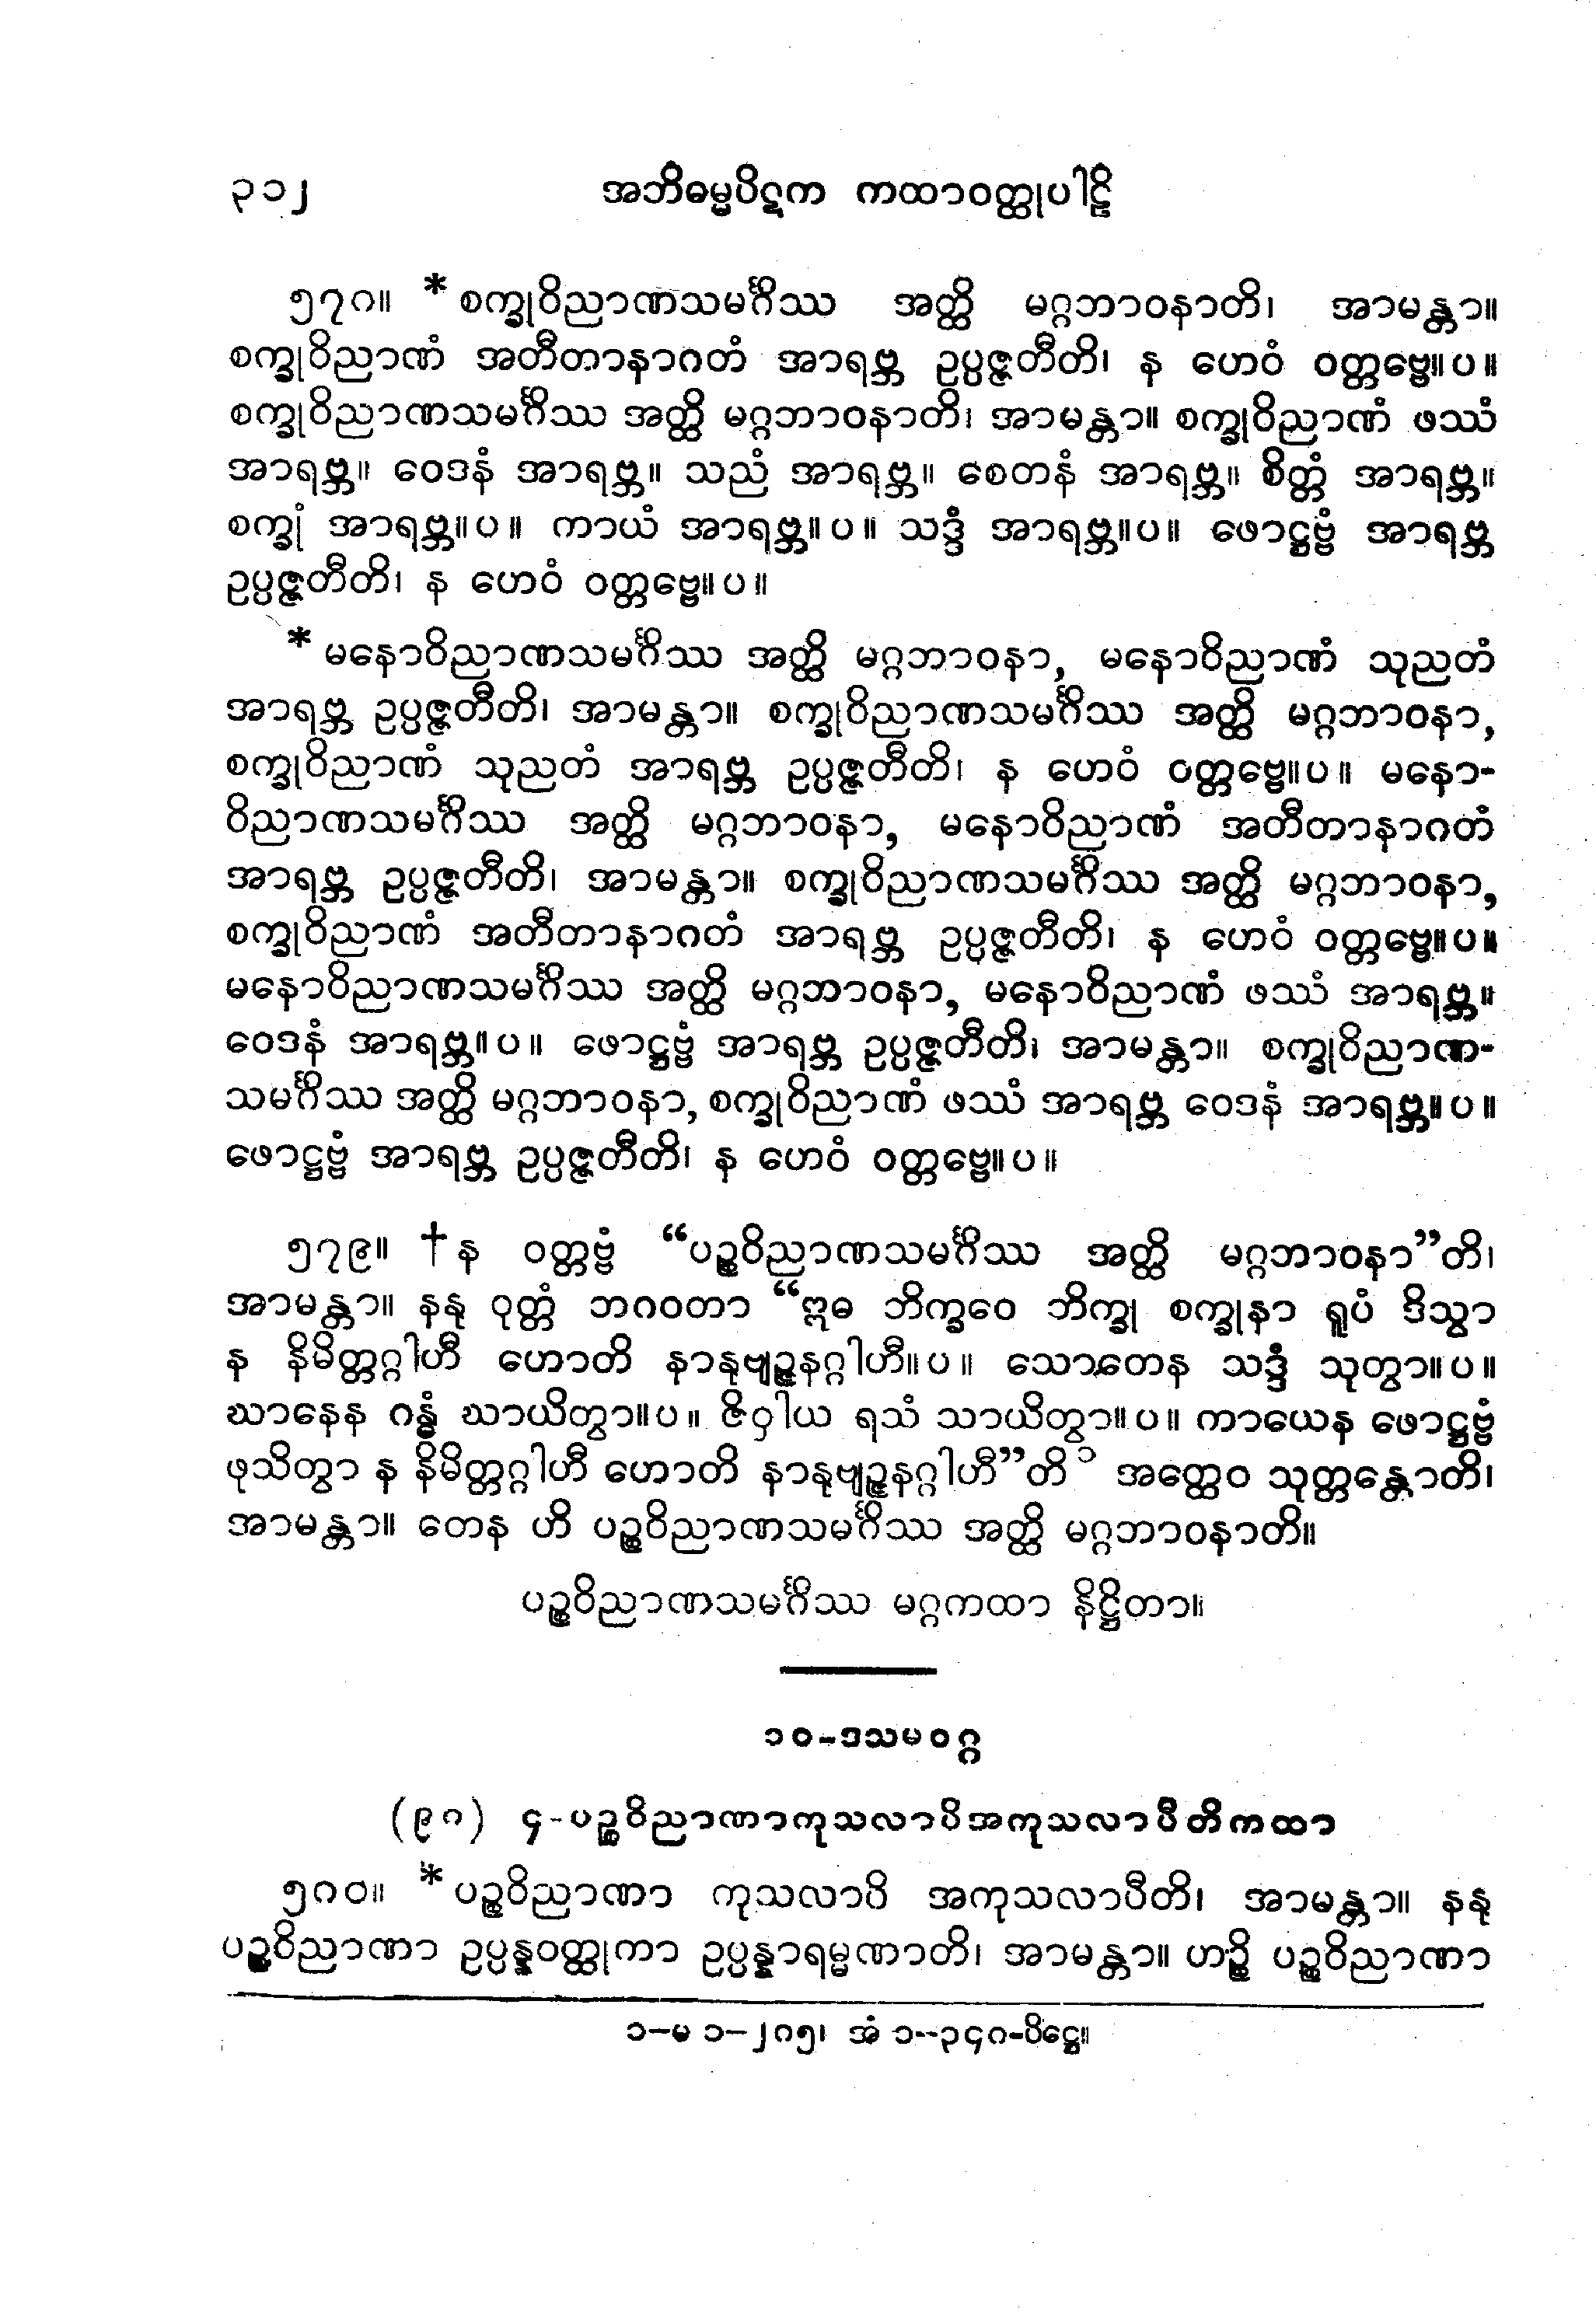 ၃၁၂ အဘိဓမ္မပိဋက ကထာဝတ္ထုပါဠိ
၅၇၈။ * စက္ခုဝိညာဏသမင်္ဂိဿ အတ္ထိ မဂ္ဂဘာဝနာတိ၊ အာမန္တာ။
စက္ခုဝိညာဏံ အတီတာနာဂတံ အာရဗ္ဘ ဥပ္ပဇ္ဇတီတိ၊ န ဟေဝံ ဝတ္တဗ္ဗေ။ပ။
စက္ခုဝိညာဏသမင်္ဂိဿ အတ္ထိ မဂ္ဂဘာဝနာတိ၊ အာမန္တာ။ စက္ခုဝိညာဏံ ဖဿံ
အာရဗ္ဘ။ ဝေဒနံ အာရဗ္ဘ။ သညံ အာရဗ္ဘ။ စေတနံ အာရဗ္ဘ။ စိတ္တံ အာရဗ္ဘ။
စက္ခုံ အာရဗ္ဘ။ပ။ ကာယံ အာရဗ္ဘ။ပ။ သဒ္ဒံ အာရဗ္ဘ။ပ။ ဖောဋ္ဌဗ္ဗံ အာရဗ္ဘ
ဥပ္ပဇ္ဇတီတိ၊ န ဟေဝံ ဝတ္တဗ္ဗေ။ပ။
* မနောဝိညာဏသမင်္ဂိဿ အတ္ထိ မဂ္ဂဘာဝနာ, မနောဝိညာဏံ သုညတံ
အာရဗ္ဘ ဥပ္ပဇ္ဇတီတိ၊ အာမန္တာ။ စက္ခုဝိညာဏသမင်္ဂိဿ အတ္ထိ မဂ္ဂဘာဝနာ,
စက္ခုဝိညာဏံ သုညတံ အာရဗ္ဘ ဥပ္ပဇ္ဇတီတိ၊ န ဟေဝံ ဝတ္တဗ္ဗေ။ပ။ မနော-
ဝိညာဏသမင်္ဂိဿ အတ္ထိ မဂ္ဂဘာဝနာ, မနောဝိညာဏံ အတီတာနာဂတံ
အာရဗ္ဘ ဥပ္ပဇ္ဇတီတိ၊ အာမန္တာ။ စက္ခုဝိညာဏသမင်္ဂိဿ အတ္ထိ မဂ္ဂဘာဝနာ,
စက္ခုဝိညာဏံ အတီတာနာဂတံ အာရဗ္ဘ ဥပ္ပဇ္ဇတီတိ၊ န ဟေဝံ ဝတ္တဗ္ဗေ။ပ။
မနောဝိညာဏသမင်္ဂိဿ အတ္ထိ မဂ္ဂဘာဝနာ, မနောဝိညာဏံ ဖဿံ အာရဗ္ဘ။
ဝေဒနံ အာရဗ္ဘ။ပ။ ဖောဋ္ဌဗ္ဗံ အာရဗ္ဘ ဥပ္ပဇ္ဇတီတိ၊ အာမန္တာ။ စက္ခုဝိညာဏ-
သမင်္ဂိဿ အတ္ထိ မဂ္ဂဘာဝနာ, စက္ခုဝိညာဏံ ဖဿံ အာရဗ္ဘ ဝေဒနံ အာရဗ္ဘ။ပ။
ဖောဋ္ဌဗ္ဗံ အာရဗ္ဘ ဥပ္ပဇ္ဇတီတိ၊ န ဟေဝံ ဝတ္တဗ္ဗေ။ပ။
၅၇၉။ † န ဝတ္တဗ္ဗံ “ပဉ္စဝိညာဏသမင်္ဂိဿ အတ္ထိ မဂ္ဂဘာဝနာ”တိ၊
အာမန္တာ။ နနု ဝုတ္တံ ဘဂဝတာ “ဣဓ ဘိက္ခဝေ ဘိက္ခု စက္ခုနာ ရူပံ ဒိသွာ
န နိမိတ္တဂ္ဂါဟီ ဟောတိ နာနုဗျဉ္ဇနဂ္ဂါဟီ။ပ။ သောတေန သဒ္ဒံ သုတွာ။ပ။
ဃာနေန ဂန္ဓံ ဃာယိတွာ။ပ။ ဇိဝှါယ ရသံ သာယိတွာ။ပ။ ကာယေန ဖောဋ္ဌဗ္ဗံ
ဖုသိတွာ န နိမိတ္တဂ္ဂါဟီ ဟောတိ နာနုဗျဉ္ဇနဂ္ဂါဟီ”တိ ၁ အတ္ထေဝ သုတ္တန္တောတိ၊
အာမန္တာ။ တေန ဟိ ပဉ္စဝိညာဏသမင်္ဂိဿ အတ္ထိ မဂ္ဂဘာဝနာတိ။
ပဉ္စဝိညာဏသမင်္ဂိဿ မဂ္ဂကထာ နိဋ္ဌိတာ။
၁၀-ဒသမဝဂ္ဂ
(၉၈) ၄-ပဉ္စဝိညာဏာကုသလာပိအကုသလာပီတိကထာ
၅၈၀။ * ပဉ္စဝိညာဏာ ကုသလာပိ အကုသလာပီတိ၊ အာမန္တာ။ နနု
ပဉ္စဝိညာဏာ ဥပ္ပန္နဝတ္ထုကာ ဥပ္ပန္နာရမ္မဏာတိ၊ အာမန္တာ။ ဟဉ္စိ ပဉ္စဝိညာဏာ
၁-မ ၁-၂၈၅၊ အံ ၁--၃၄၈-ပိဋ္ဌေ။